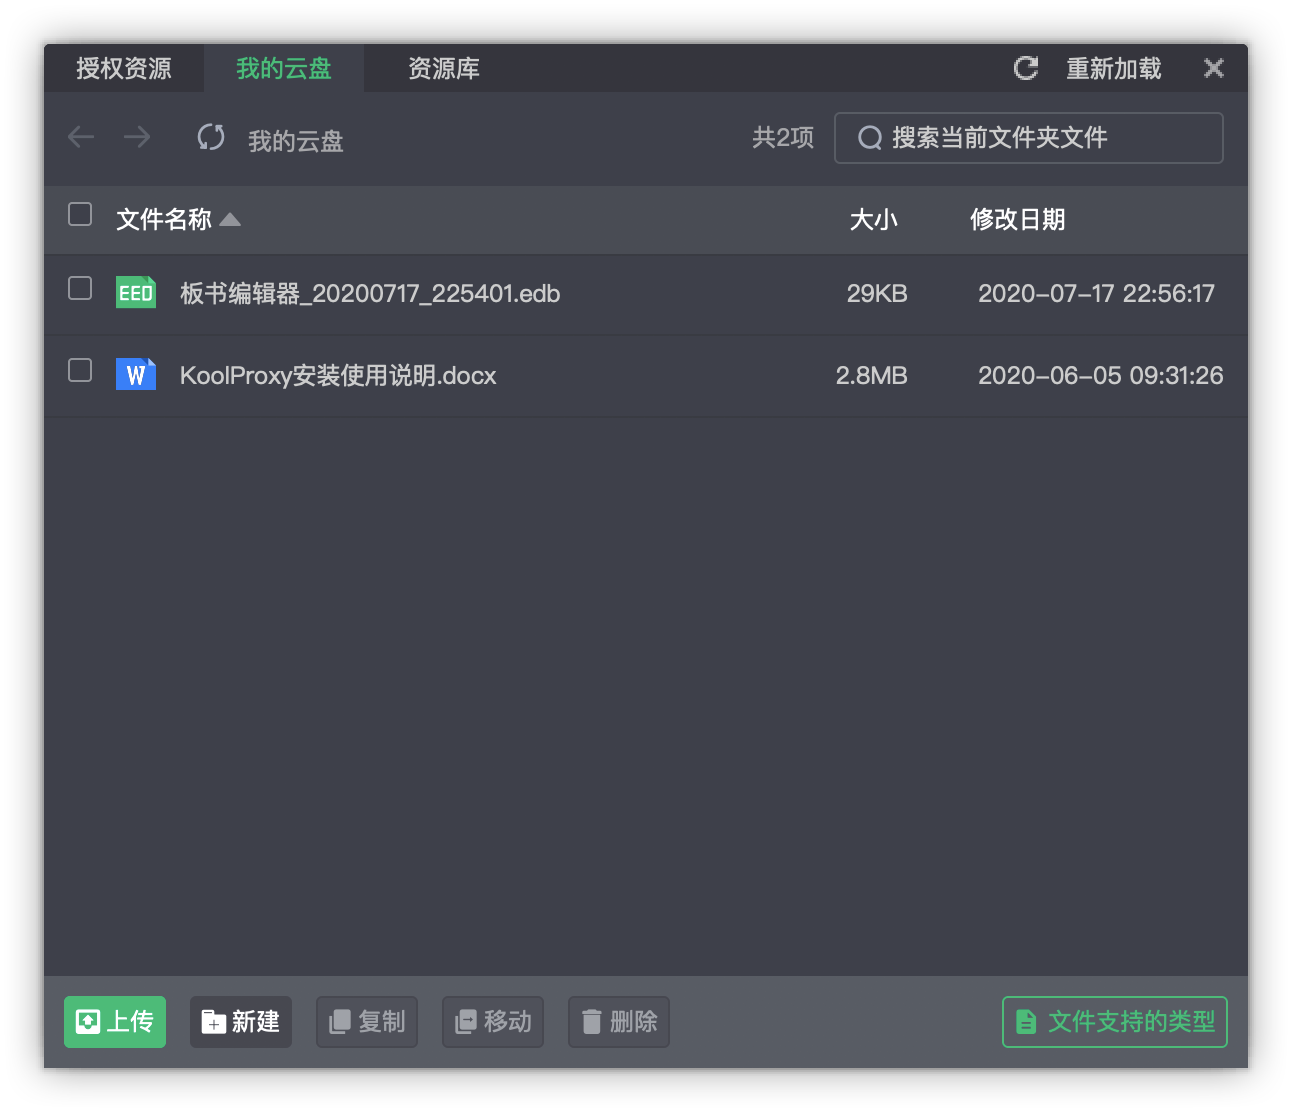 授权资源 我的云盘 资源库 重新加载
我的云盘 共2项 搜索当前文件夹文件
文件名称 大小 修改日期
EED 板书编辑器_20200717_225401.edb 29KB 2020-07-17 22:56:17
W KoolProxy安装使用说明.docx 2.8MB 2020-06-05 09:31:26
上传 新建 复制 移动 删除 文件支持的类型